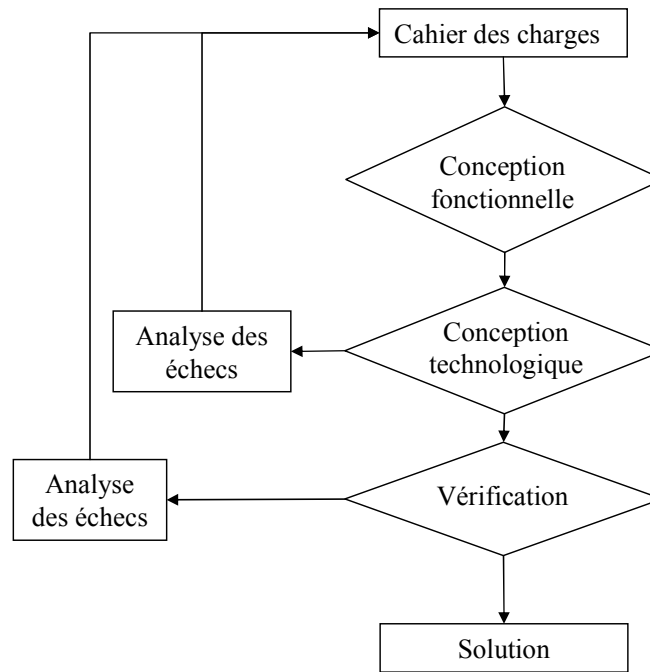 Cahier des charges
Conception
fonctionnelle
Analyse des
échecs
Conception
technologique
Analyse
des échecs
Vérification
Solution